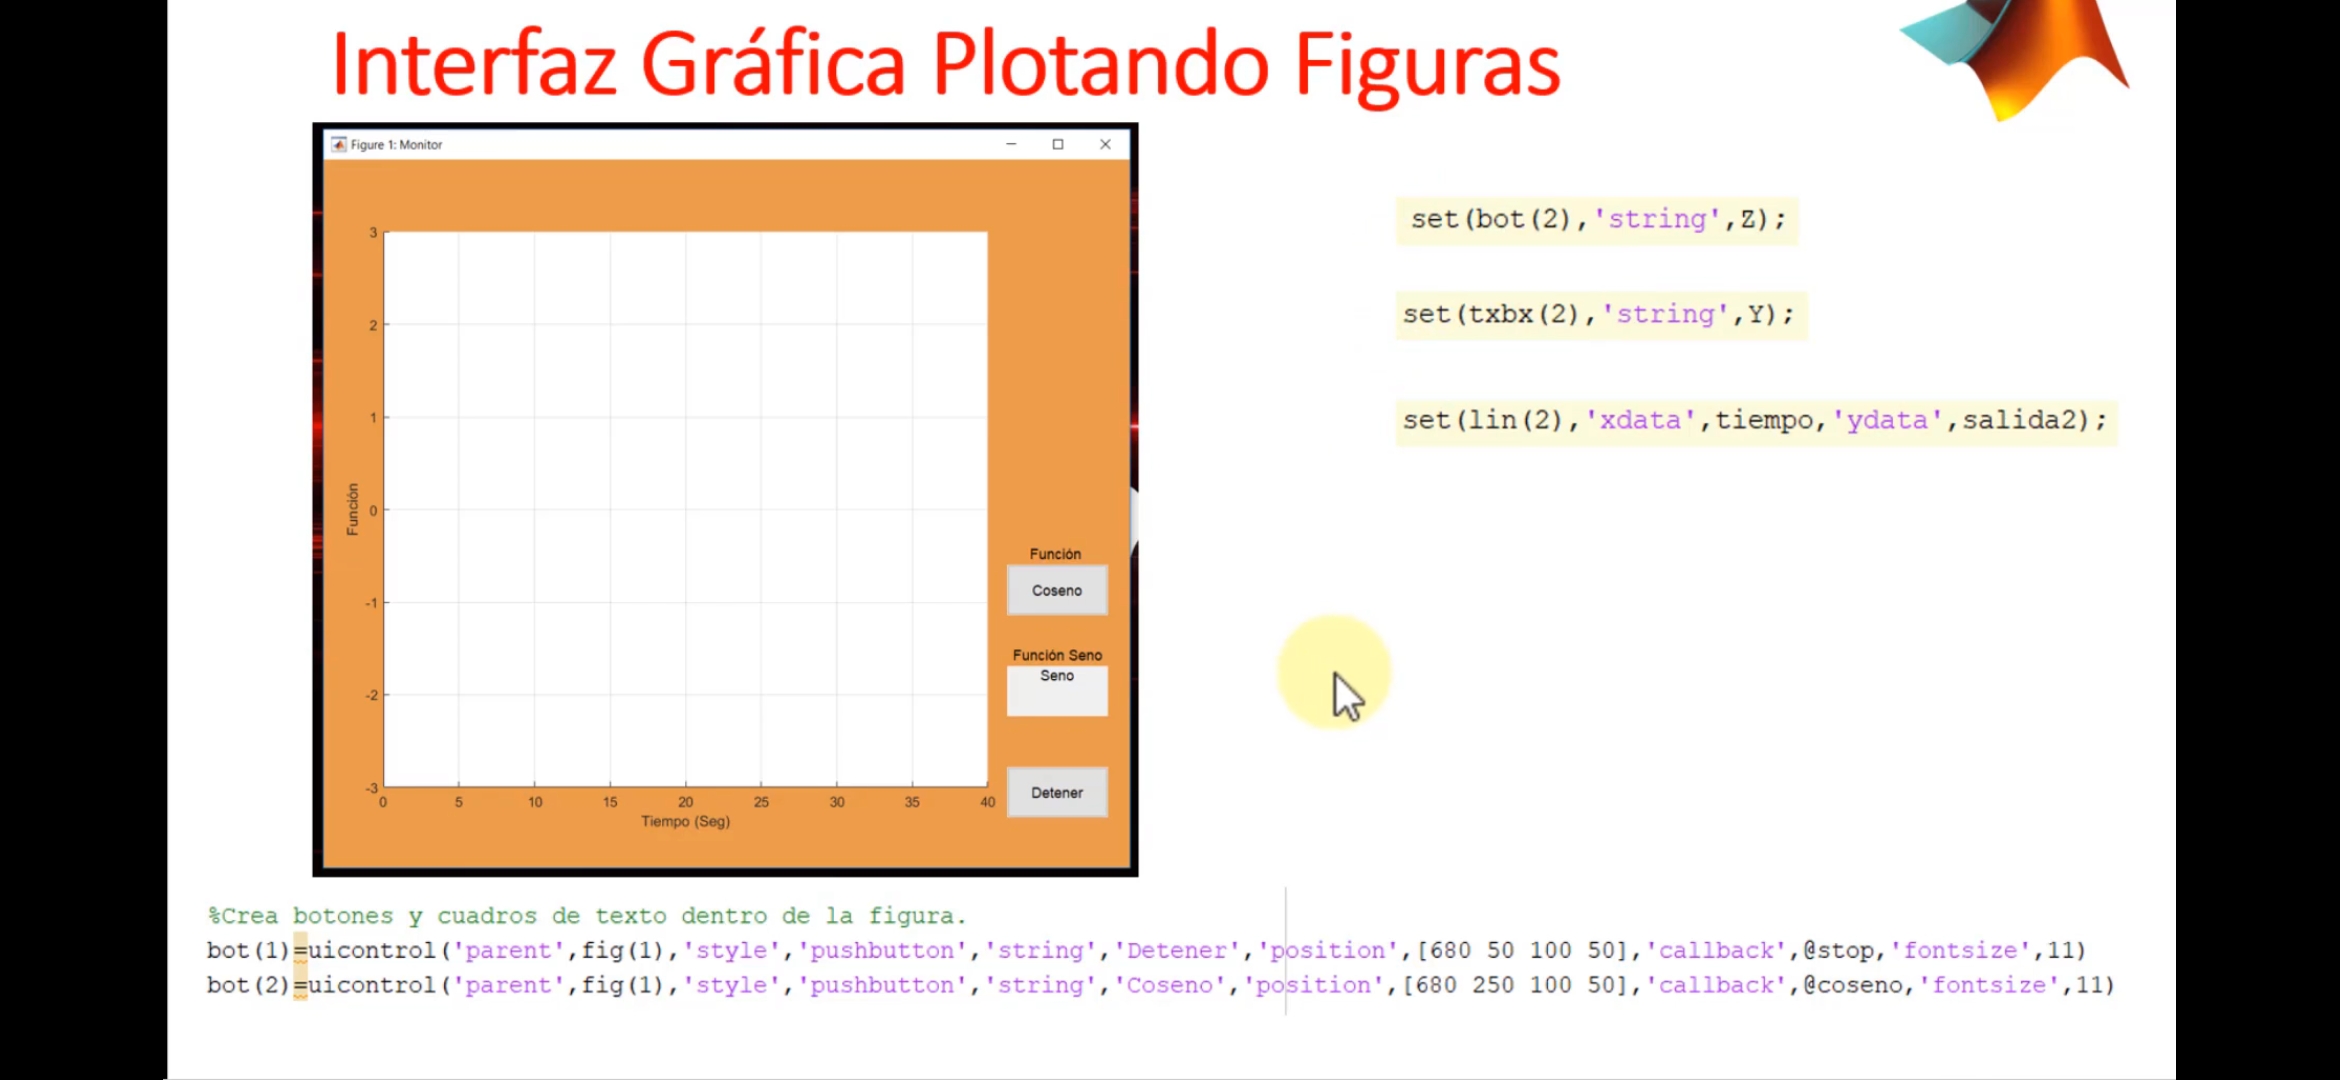 Interfaz Gráfica Plotando Figuras
Figure 1: Monitor
3
2
1
0
-1
-2
-3
Función
0 5 10 15 20 25 30 35 40
Tiempo (Seg)
Función
Coseno
Función Seno
Seno
Detener
set(bot(2),'string',Z);
set(txbx(2),'string',Y);
set(lin(2),'xdata',tiempo,'ydata',salida2);
%Crea botones y cuadros de texto dentro de la figura.
bot(1)=uicontrol('parent',fig(1),'style','pushbutton','string','Detener','position',[680 50 100 50],'callback',@stop,'fontsize',11)
bot(2)=uicontrol('parent',fig(1),'style','pushbutton','string','Coseno','position',[680 250 100 50],'callback',@coseno,'fontsize',11)